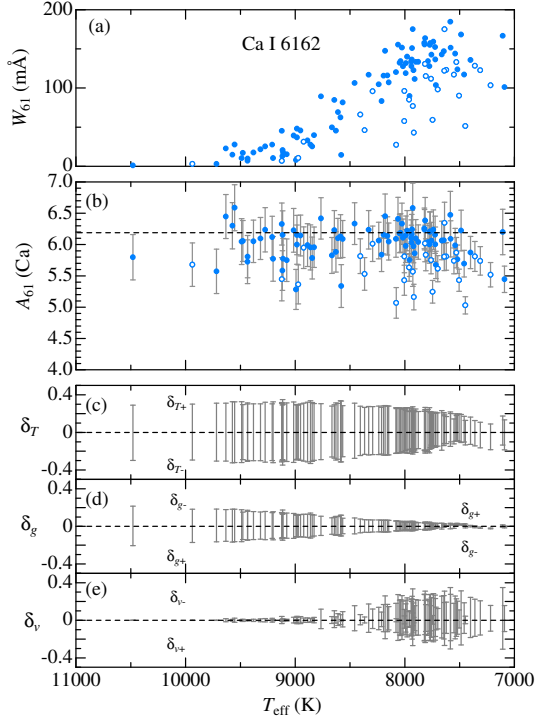 (a)
Ca I 6162
W61 (mÅ)
200
100
0
(b)
A61 (Ca)
7.0
6.5
6.0
5.5
5.0
4.5
4.0
(c)
δT
δT+
δT-
0.4
0
-0.4
(d)
δg
δg-
δg+
δg+
δg-
0.4
0
-0.4
(e)
δv
δv-
δv+
0.4
0
-0.4
11000 10000 9000 8000 7000
Teff (K)